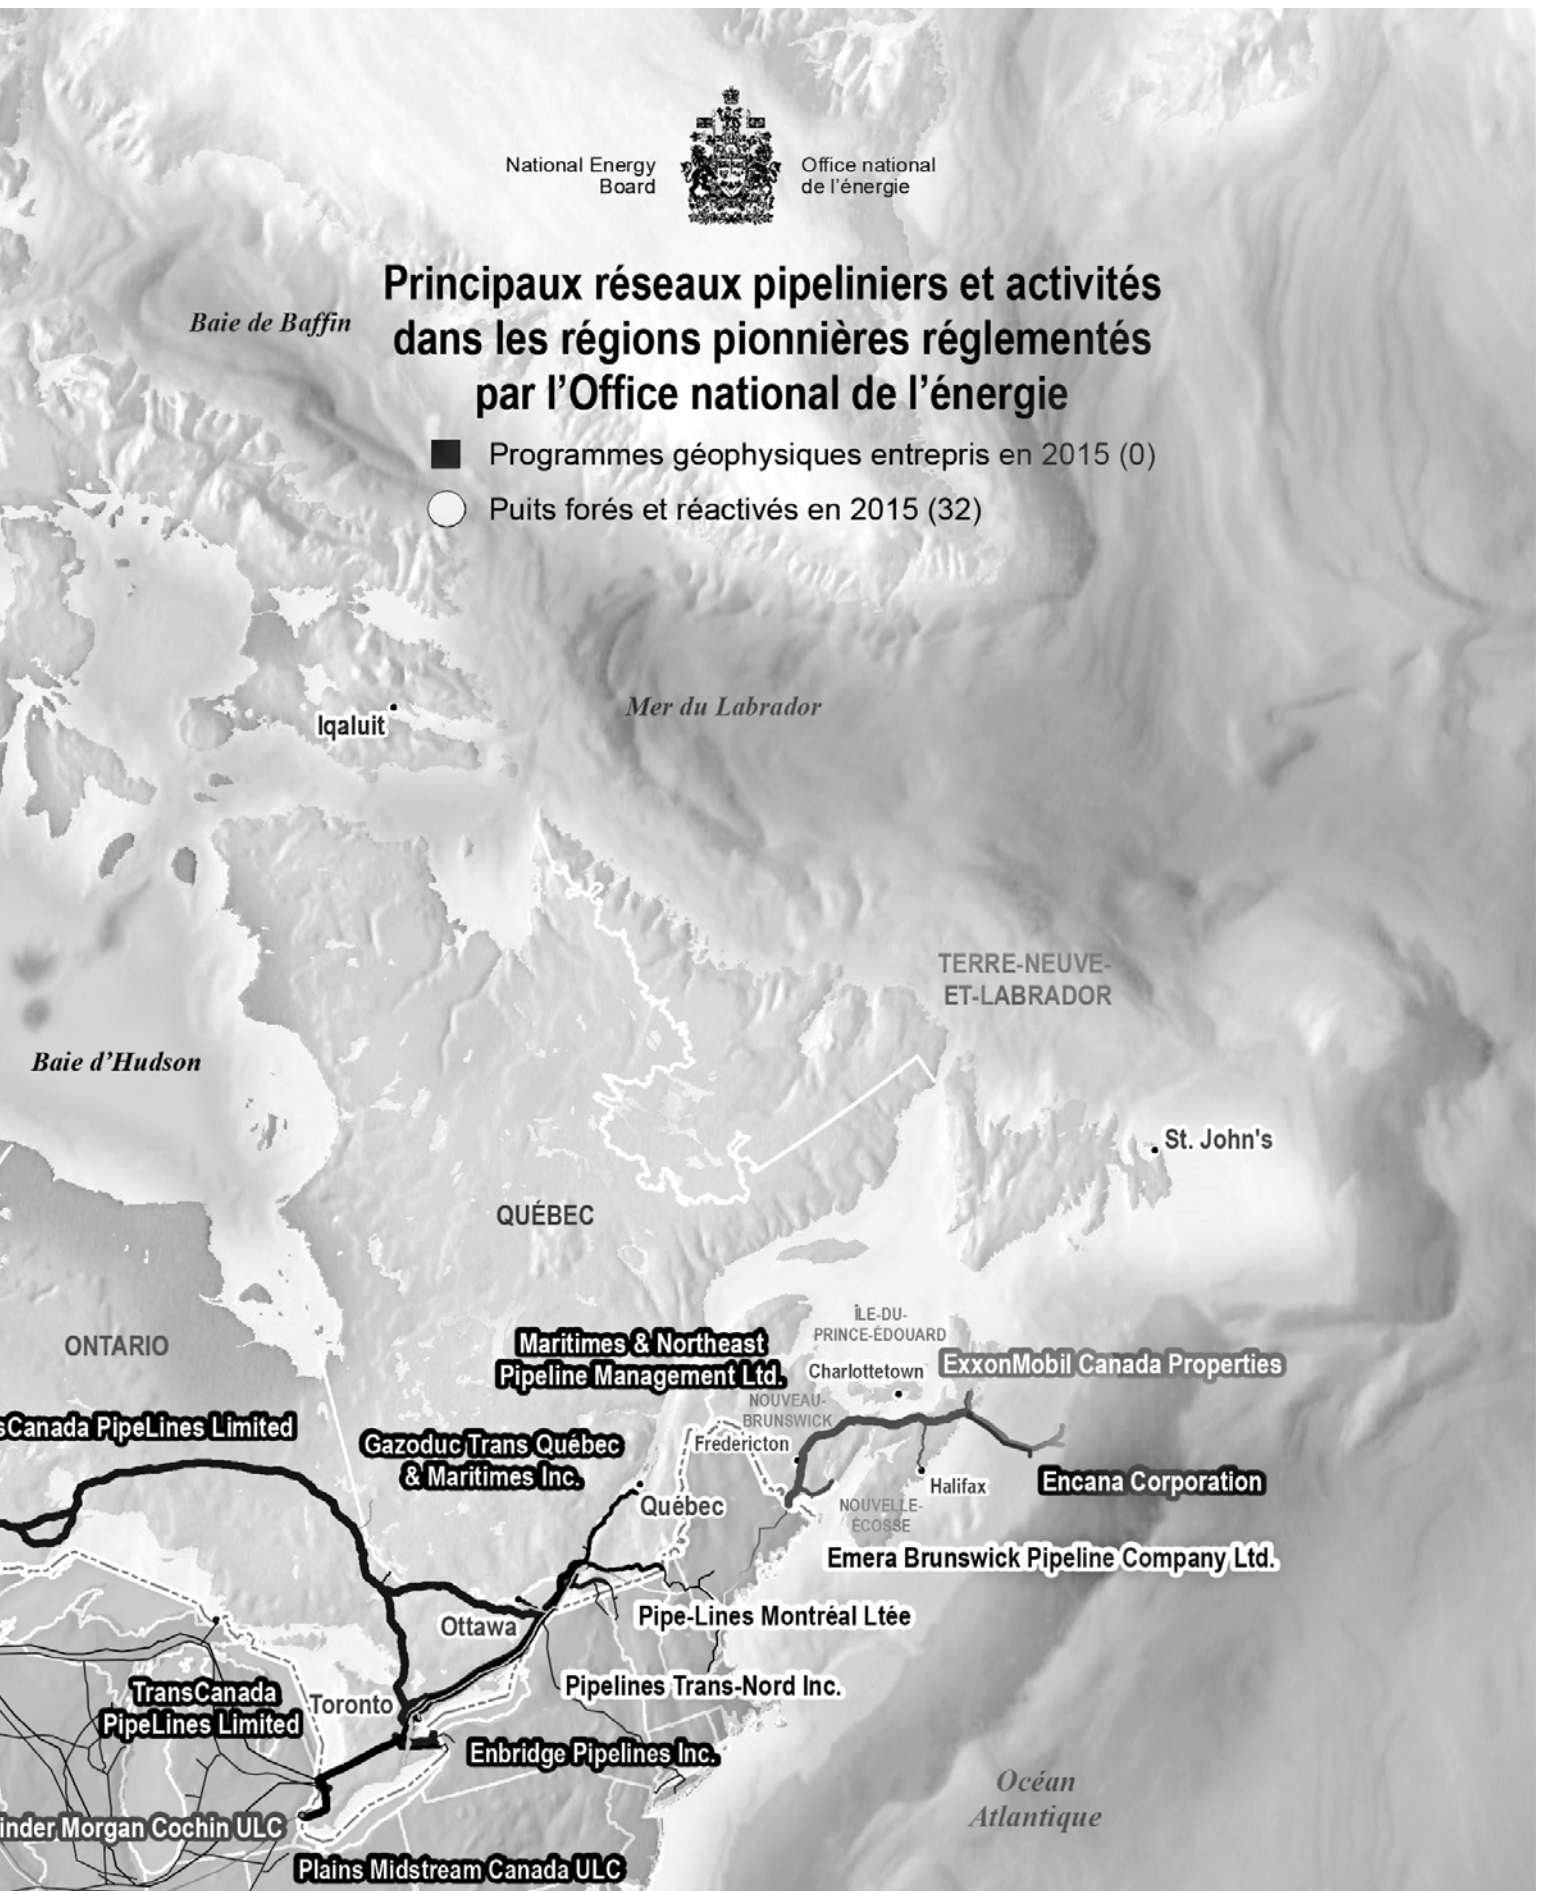 National Energy
Board
Office national
de l'énergie
Principaux réseaux pipeliniers et activités
dans les régions pionnières réglementés
par l'Office national de l'énergie
Programmes géophysiques entrepris en 2015 (0)
Puits forés et réactivés en 2015 (32)
Baie de Baffin
Iqaluit
Mer du Labrador
TERRE-NEUVE-
ET-LABRADOR
Baie d'Hudson
St. John's
QUÉBEC
ONTARIO
ÎLE-DU-
PRINCE-ÉDOUARD
Maritimes & Northeast
Pipeline Management Ltd.
Charlottetown
ExxonMobil Canada Properties
NOUVEAU-
BRUNSWICK
sCanada PipeLines Limited
Gazoduc Trans Québec
& Maritimes Inc.
Fredericton
Halifax
Encana Corporation
Québec
NOUVELLE-
ÉCOSSE
Emera Brunswick Pipeline Company Ltd.
Ottawa
Pipe-Lines Montréal Ltée
Pipelines Trans-Nord Inc.
TransCanada
PipeLines Limited
Toronto
Enbridge Pipelines Inc.
Océan
Atlantique
inder Morgan Cochin ULC
Plains Midstream Canada ULC